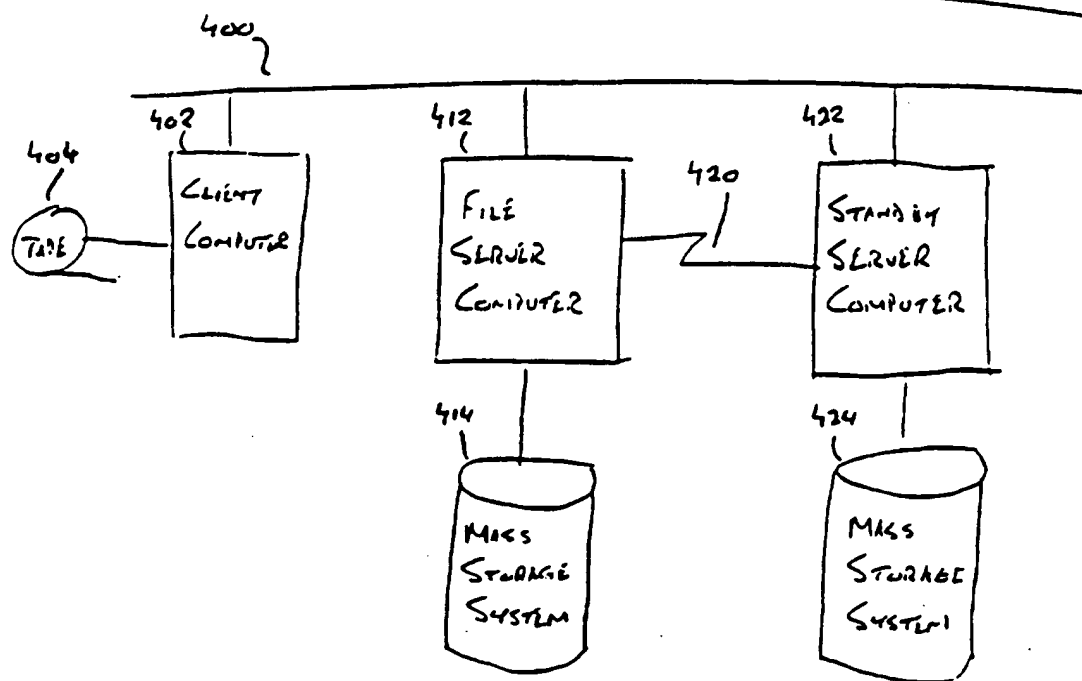 400
402
412
422
404
420
CLIENT
COMPUTER
TAPE
FILE
SERVER
COMPUTER
STANDBY
SERVER
COMPUTER
414
424
MASS
STORAGE
SYSTEM
MASS
STORAGE
SYSTEM